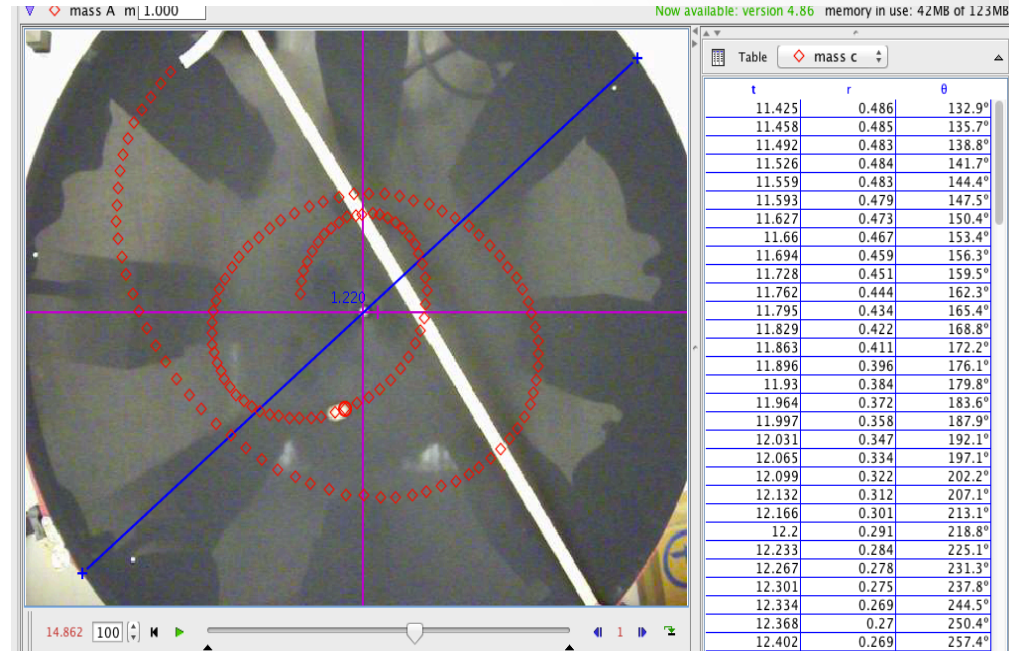 mass A m 1.000
Now available: version 4.86 memory in use: 42MB of 123MB
1.220
14.862 100 1
Table mass c
t r θ
11.425 0.486 132.9°
11.458 0.485 135.7°
11.492 0.483 138.8°
11.526 0.484 141.7°
11.559 0.483 144.4°
11.593 0.479 147.5°
11.627 0.473 150.4°
11.66 0.467 153.4°
11.694 0.459 156.3°
11.728 0.451 159.5°
11.762 0.444 162.3°
11.795 0.434 165.4°
11.829 0.422 168.8°
11.863 0.411 172.2°
11.896 0.396 176.1°
11.93 0.384 179.8°
11.964 0.372 183.6°
11.997 0.358 187.9°
12.031 0.347 192.1°
12.065 0.334 197.1°
12.099 0.322 202.2°
12.132 0.312 207.1°
12.166 0.301 213.1°
12.2 0.291 218.8°
12.233 0.284 225.1°
12.267 0.278 231.3°
12.301 0.275 237.8°
12.334 0.269 244.5°
12.368 0.27 250.4°
12.402 0.269 257.4°